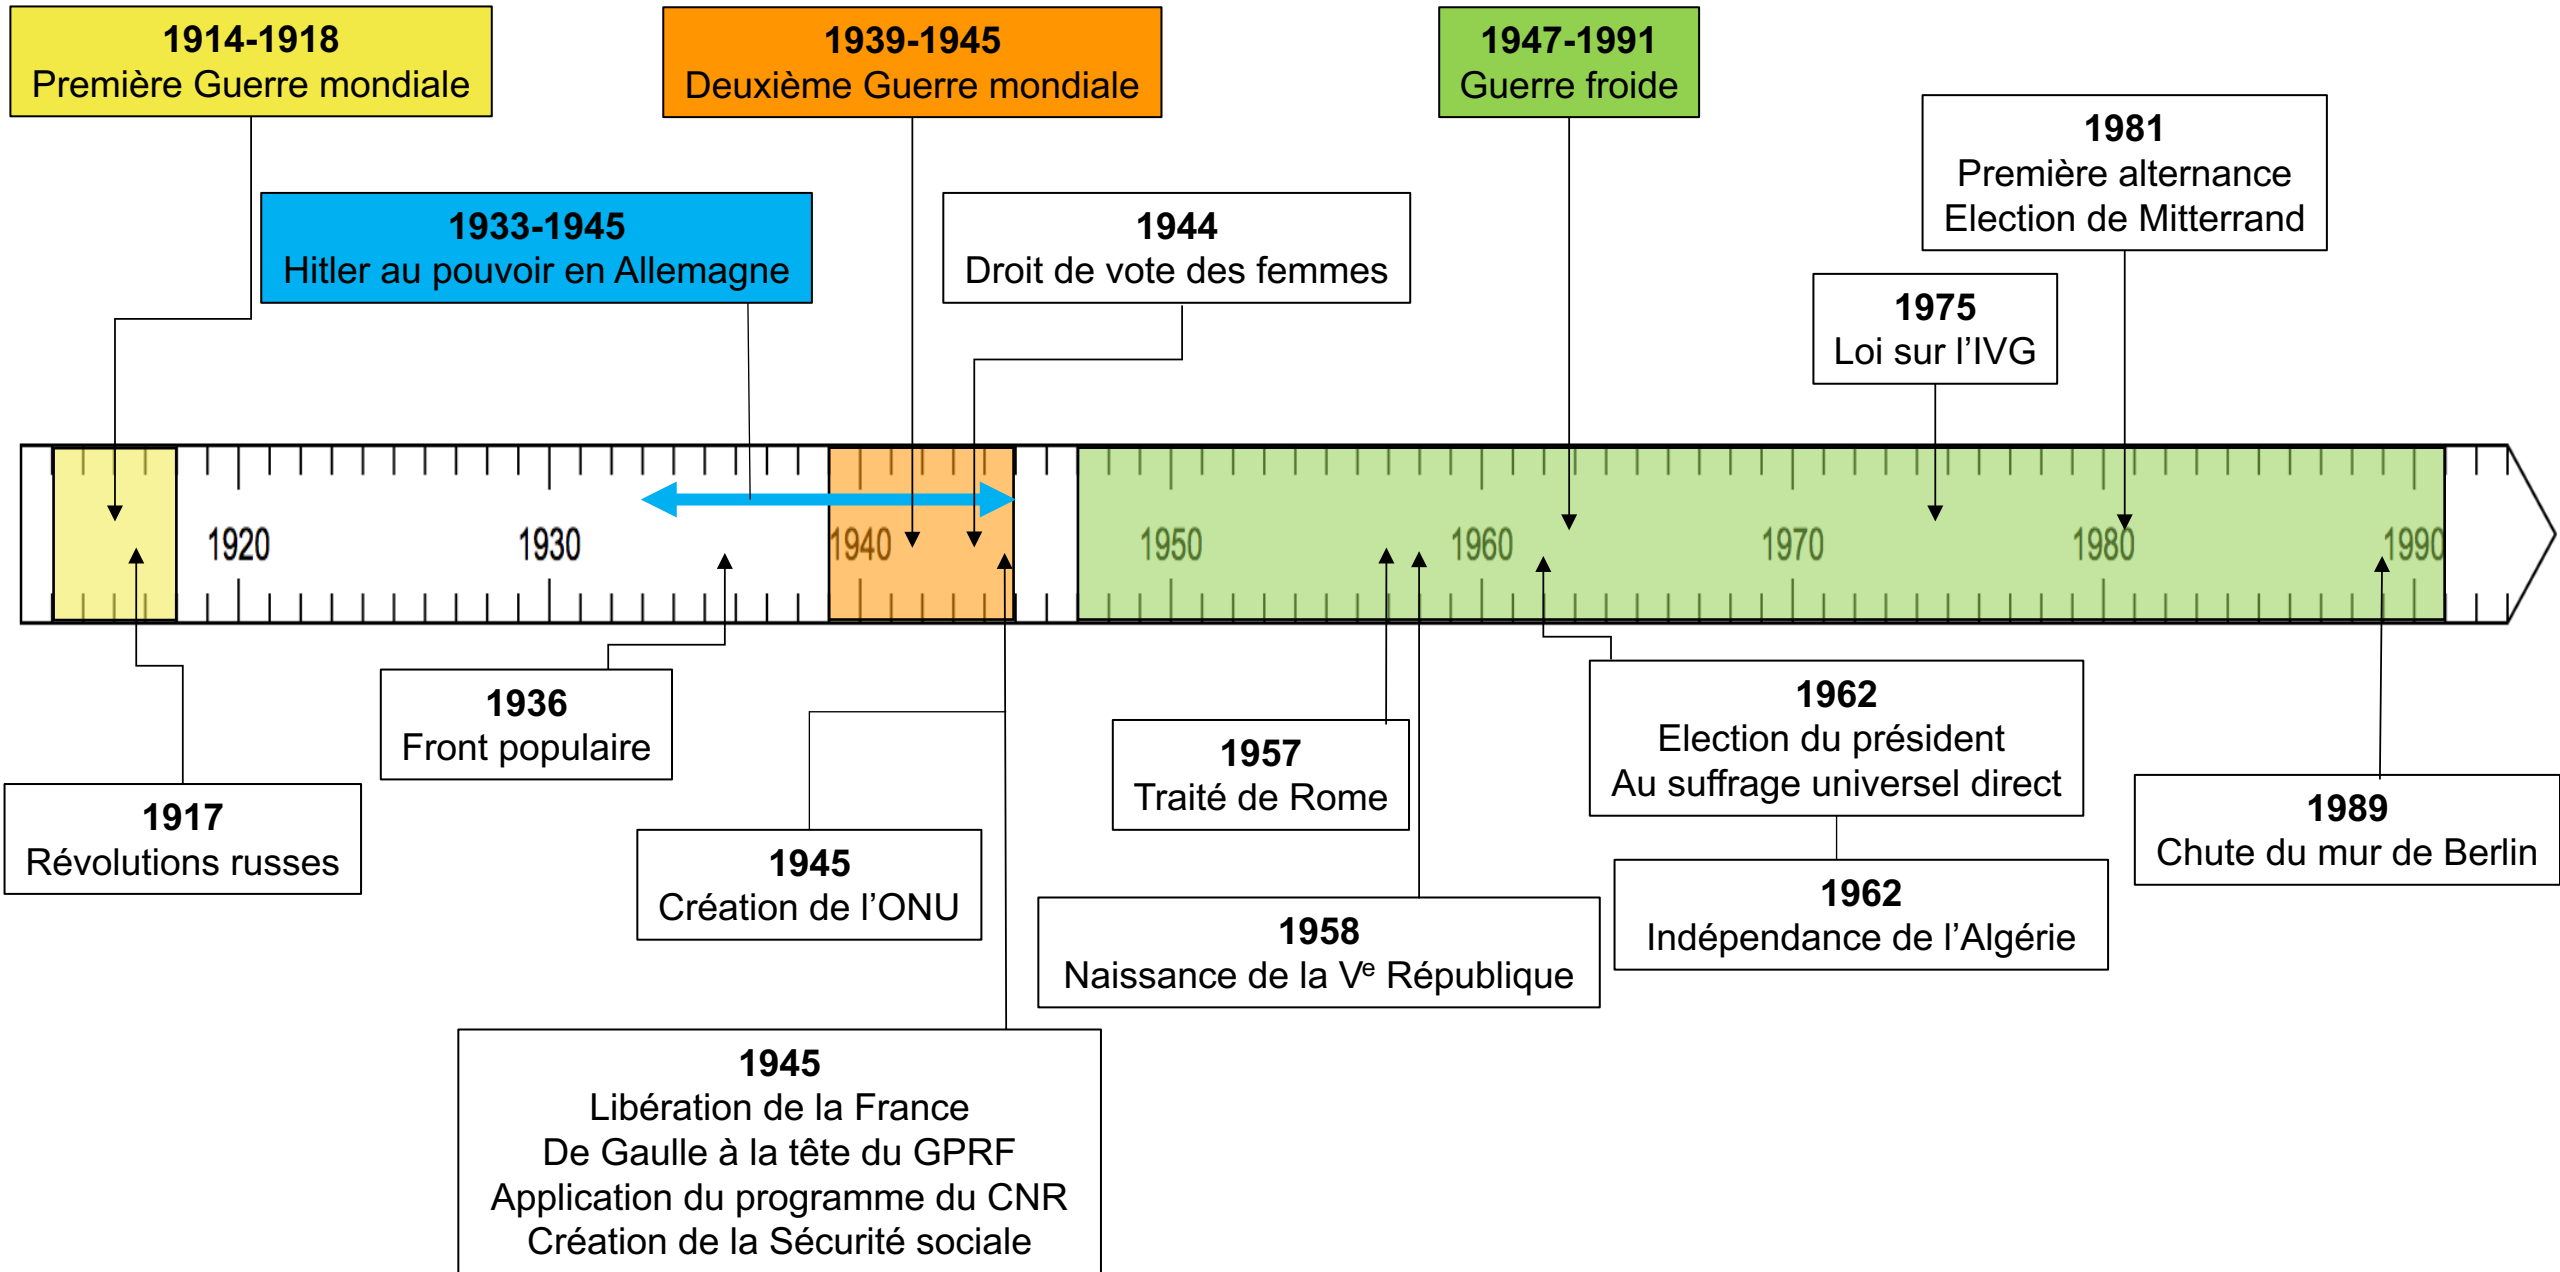 1914-1918
Première Guerre mondiale
1939-1945
Deuxième Guerre mondiale
1947-1991
Guerre froide
1981
Première alternance
Election de Mitterrand
1933-1945
Hitler au pouvoir en Allemagne
1944
Droit de vote des femmes
1975
Loi sur l’IVG
1920
1930
1940
1950
1960
1970
1980
1990
1917
Révolutions russes
1936
Front populaire
1945
Création de l’ONU
1945
Libération de la France
De Gaulle à la tête du GPRF
Application du programme du CNR
Création de la Sécurité sociale
1957
Traité de Rome
1958
Naissance de la Vᵉ République
1962
Election du président
Au suffrage universel direct
1962
Indépendance de l’Algérie
1989
Chute du mur de Berlin